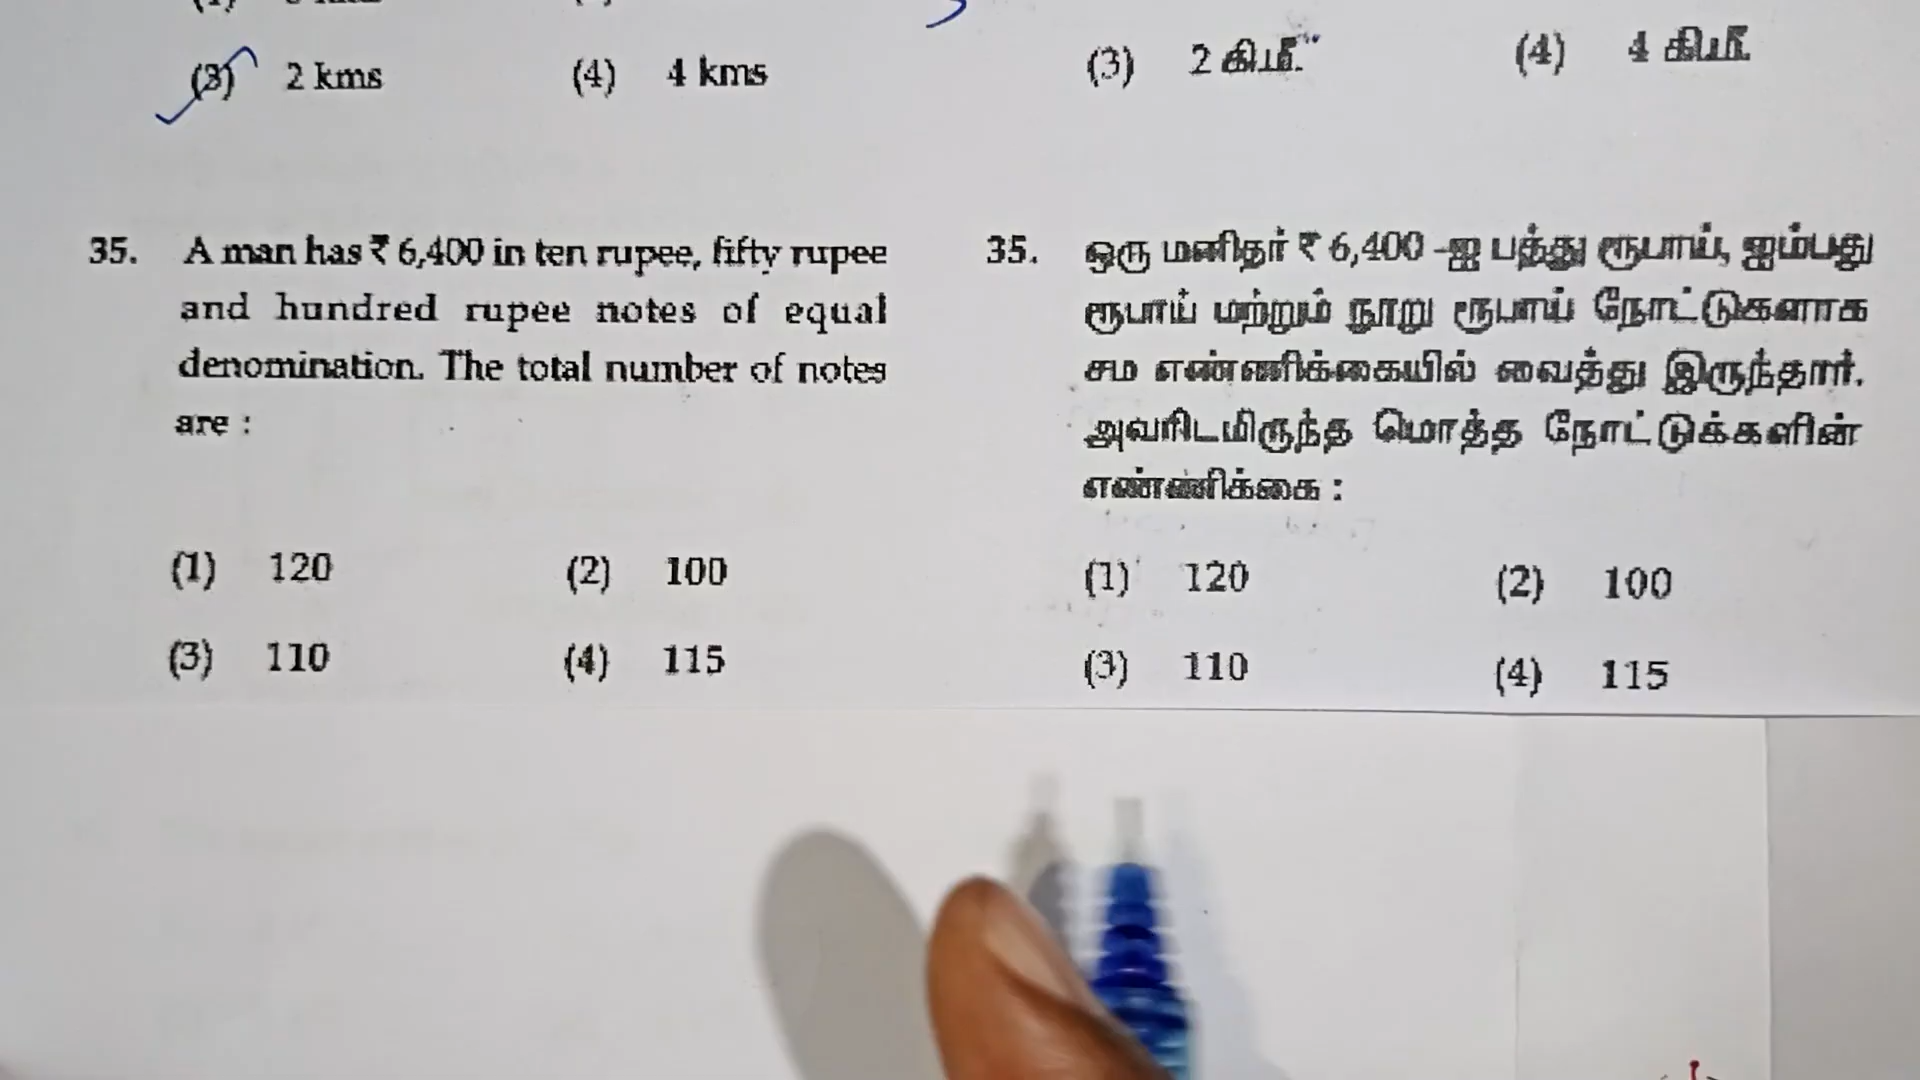 (3) 2 kms (4) 4 kms
35. A man has ₹ 6,400 in ten rupee, fifty rupee
and hundred rupee notes of equal
denomination. The total number of notes
are :
(1) 120 (2) 100
(3) 110 (4) 115
(3) 2 கி.மீ. (4) 4 கி.மீ.
35. ஒரு மனிதர் ₹ 6,400 -ஐ பத்து ரூபாய், ஐம்பது
ரூபாய் மற்றும் நூறு ரூபாய் நோட்டுகளாக
சம எண்ணிக்கையில் வைத்து இருந்தார்.
அவரிடமிருந்த மொத்த நோட்டுக்களின்
எண்ணிக்கை :
(1) 120 (2) 100
(3) 110 (4) 115